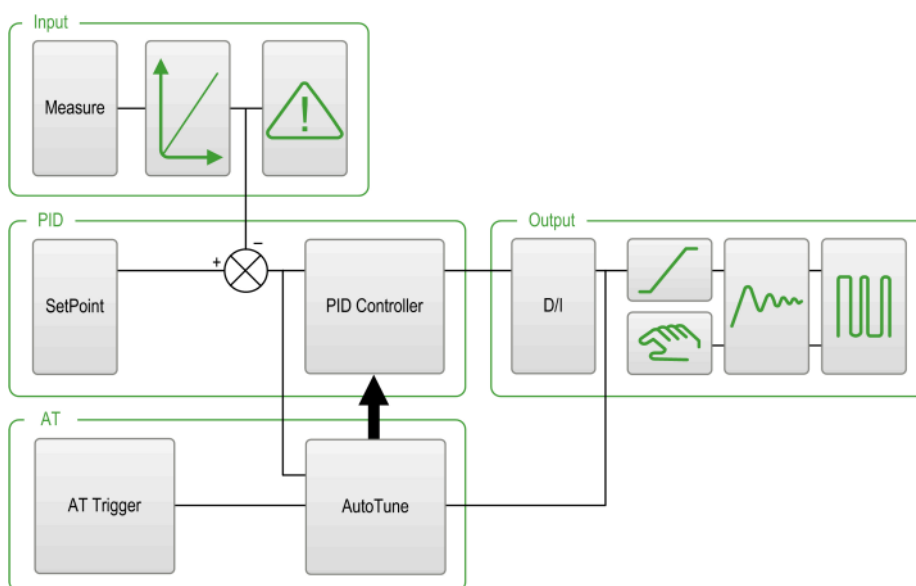 Input
Measure
!
PID
Output
−
+
SetPoint
PID Controller
D/I
AT
AT Trigger
AutoTune